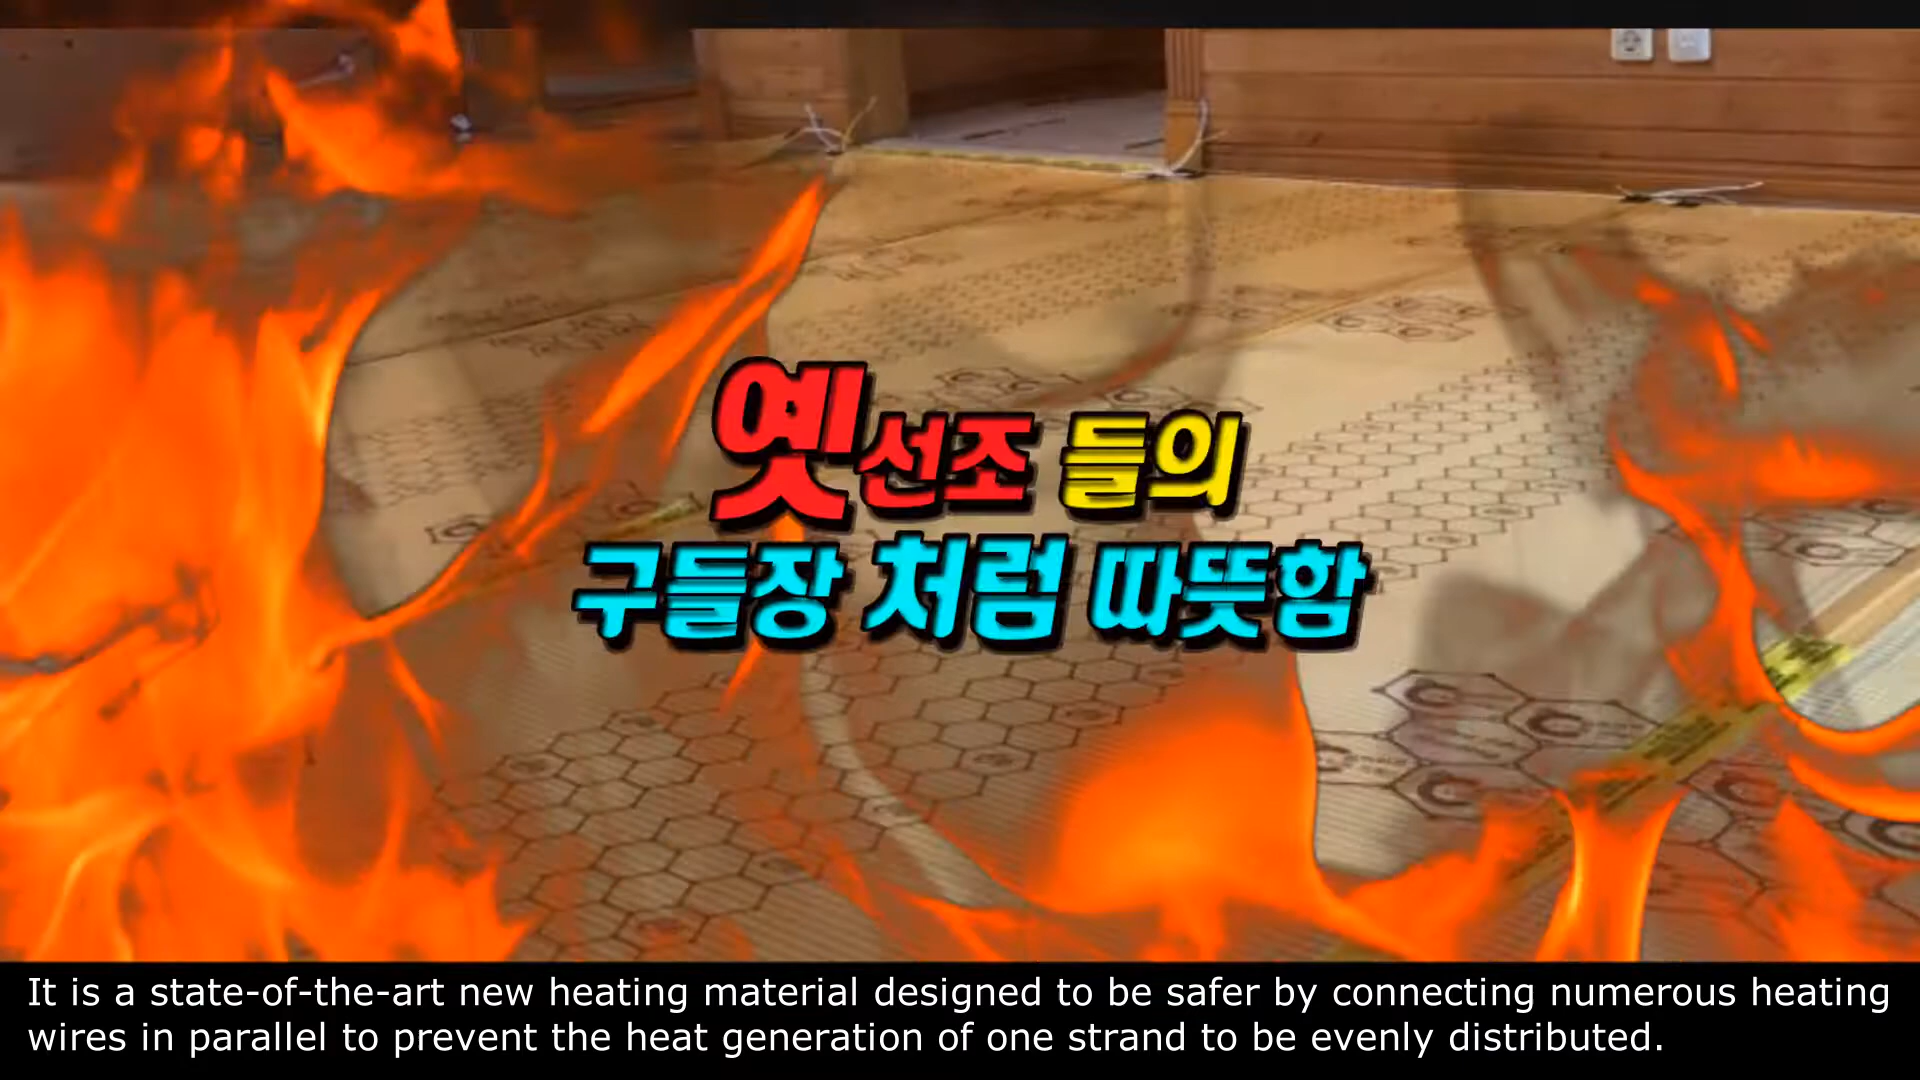 옛선조 들의
구들장 처럼 따뜻함
It is a state-of-the-art new heating material designed to be safer by connecting numerous heating
wires in parallel to prevent the heat generation of one strand to be evenly distributed.